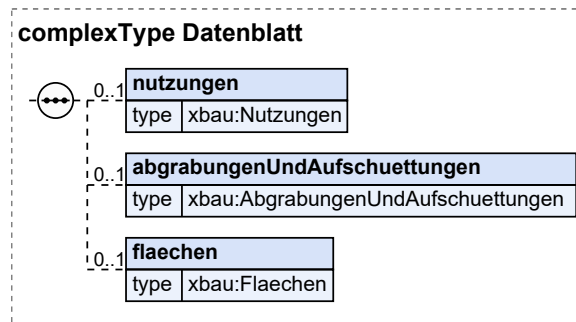 complexType Datenblatt
0..1 nutzungen
type xbau:Nutzungen
0..1 abgrabungenUndAufschuettungen
type xbau:AbgrabungenUndAufschuettungen
0..1 flaechen
type xbau:Flaechen